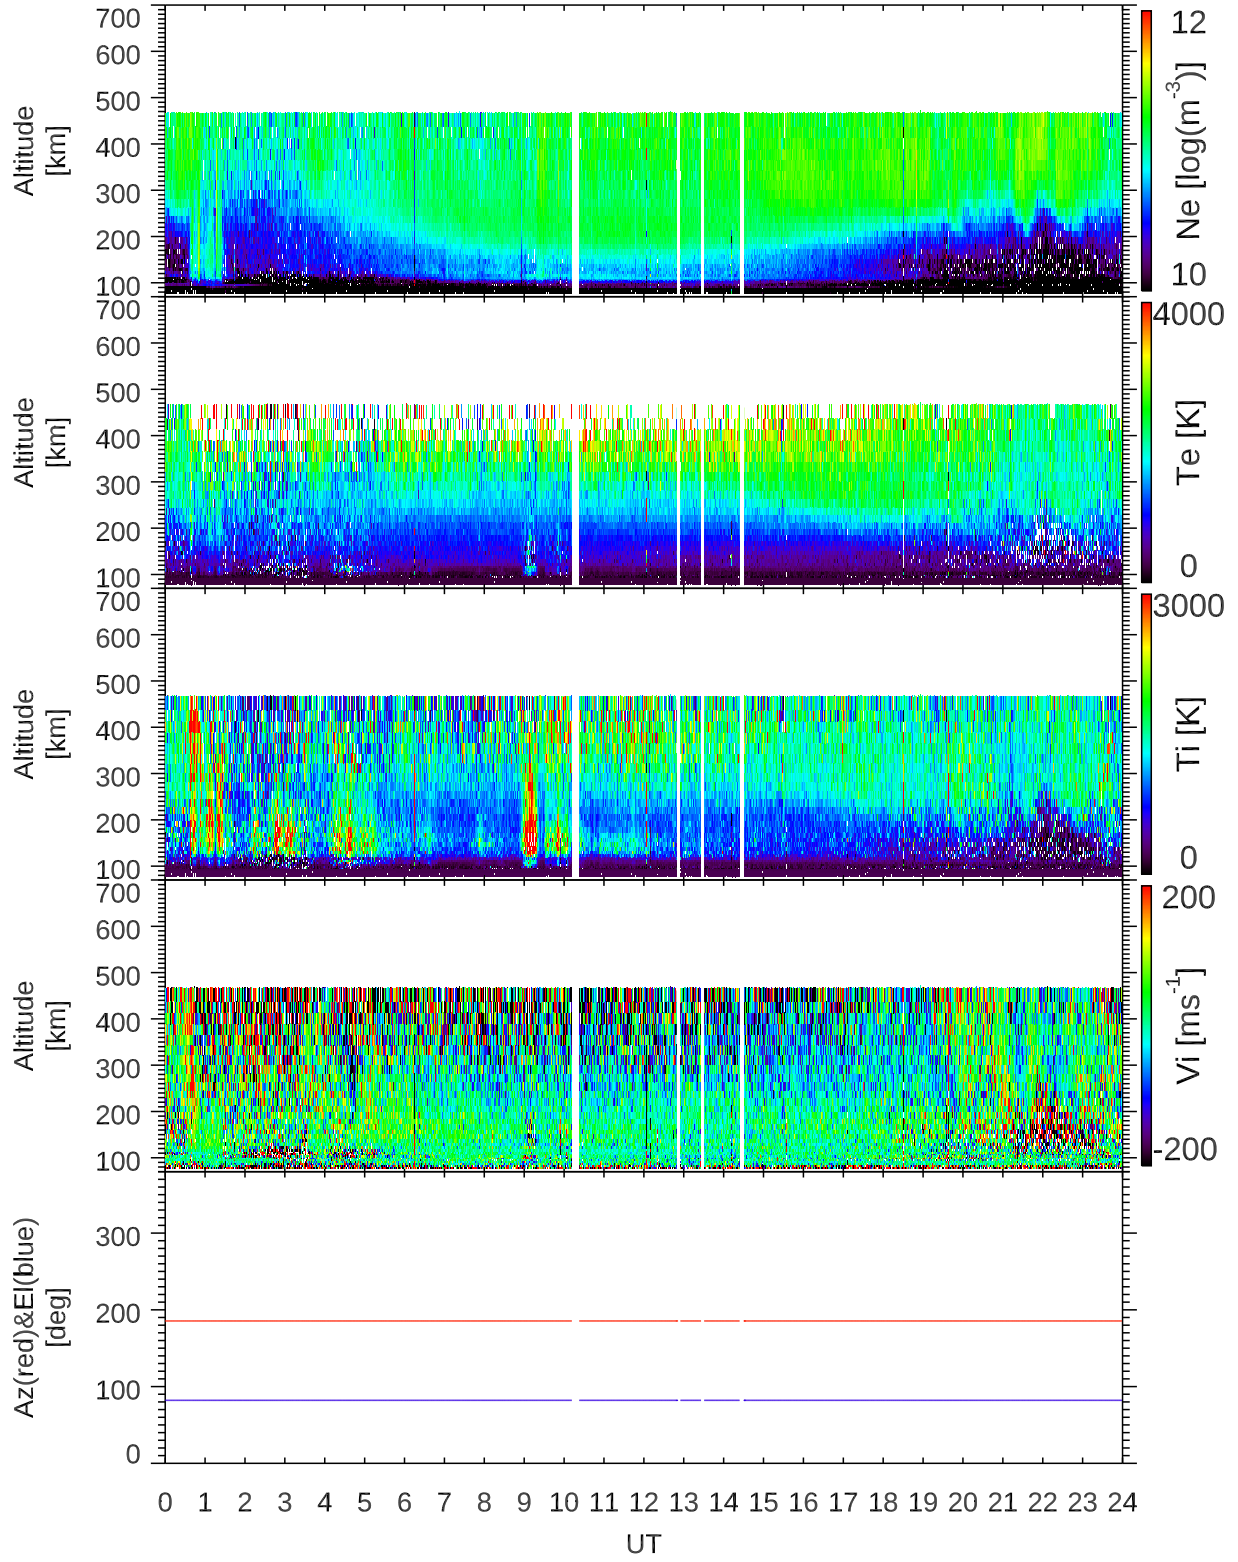 700
600
500
400
300
200
100
Altitude
[km]
12
Ne [log(m⁻³)]
10
700
600
500
400
300
200
100
Altitude
[km]
4000
Te [K]
0
700
600
500
400
300
200
100
Altitude
[km]
3000
Ti [K]
0
700
600
500
400
300
200
100
Altitude
[km]
200
Vi [ms⁻¹]
-200
300
200
100
0
Az(red)&El(blue)
[deg]
0 1 2 3 4 5 6 7 8 9 10 11 12 13 14 15 16 17 18 19 20 21 22 23 24
UT